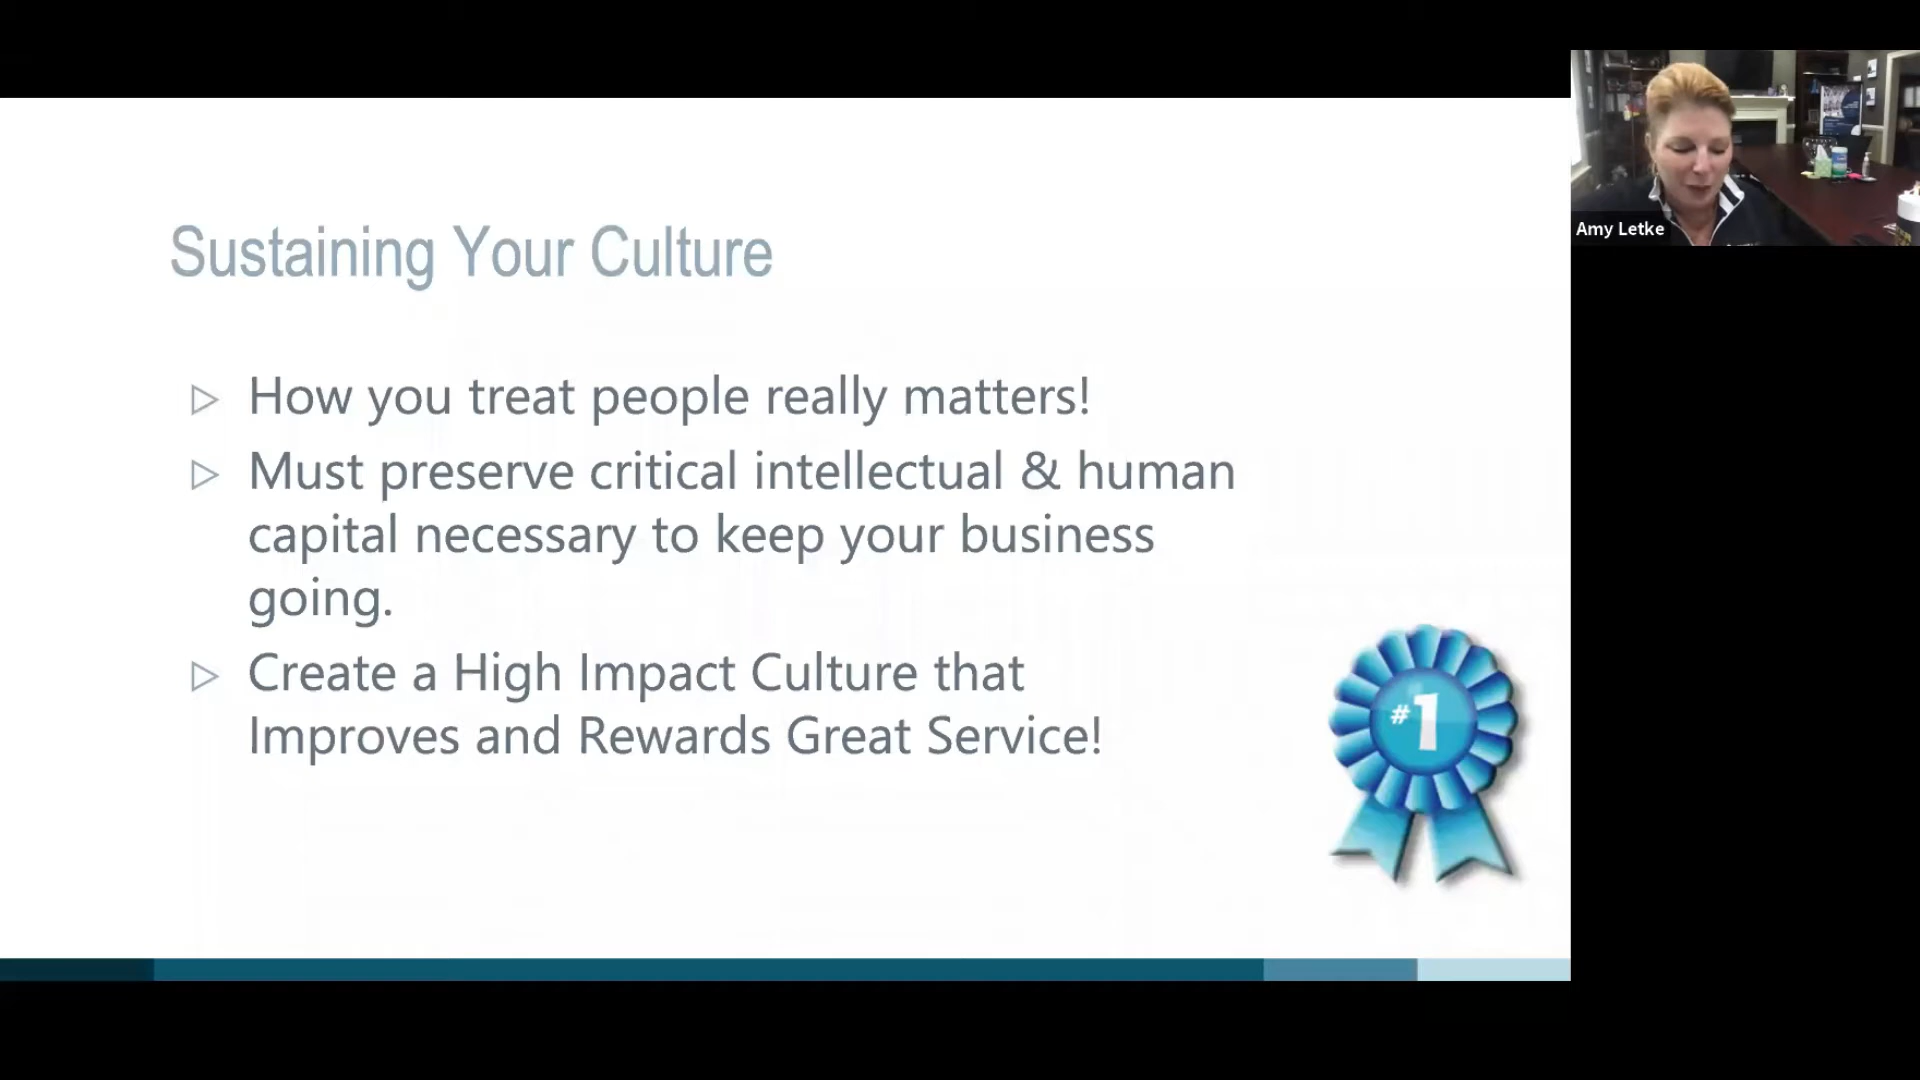 Amy Letke
Sustaining Your Culture
How you treat people really matters!
Must preserve critical intellectual & human
capital necessary to keep your business
going.
Create a High Impact Culture that
Improves and Rewards Great Service!
#1